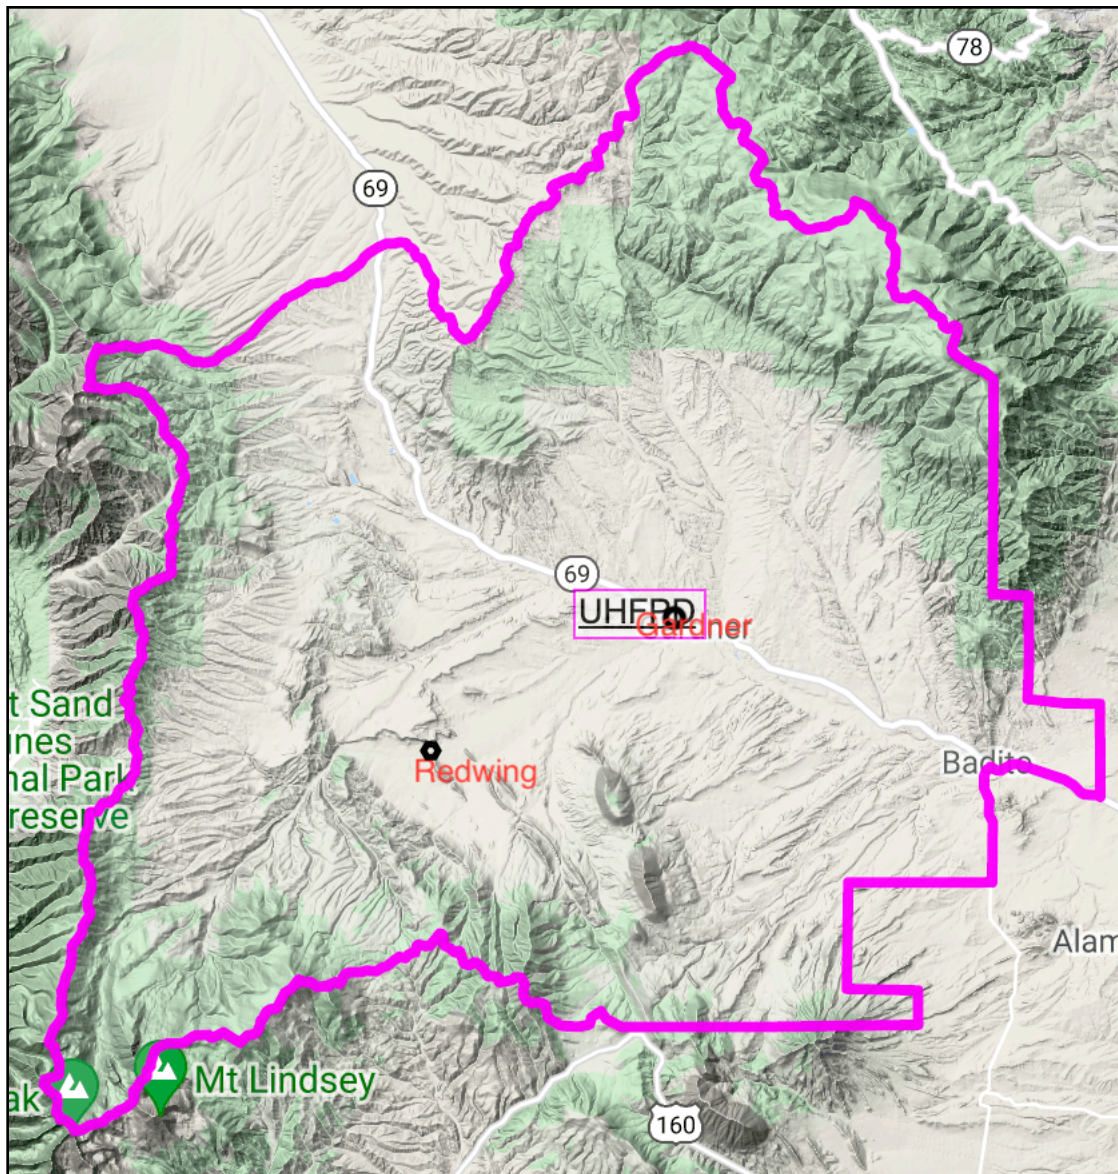 78
69
69
UHFPD
Gardner
t Sand
unes
nal Park
reserve
Badito
Redwing
Alam
ak
Mt Lindsey
160